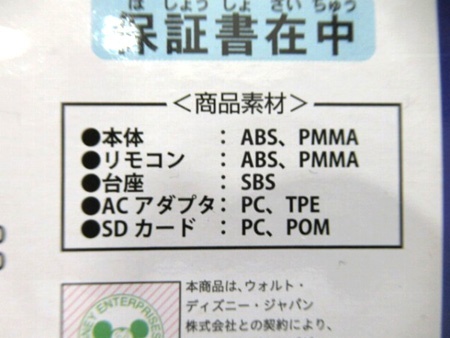 ほしょうしょざいちゅう
保証書在中
<商品素材>
●本体 : ABS、PMMA
●リモコン : ABS、PMMA
●台座 : SBS
●ACアダプタ : PC、TPE
●SDカード : PC、POM
本商品は、ウォルト・
ディズニー・ジャパン
株式会社との契約により、
NEY ENTERPRISES